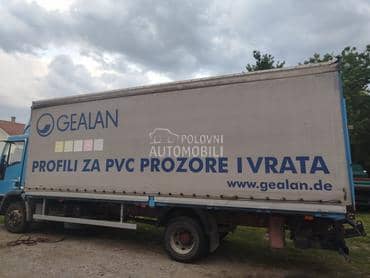 GEALAN
POLOVNI
AUTOMOBILI
PROFILI ZA PVC PROZORE I VRATA
www.gealan.de